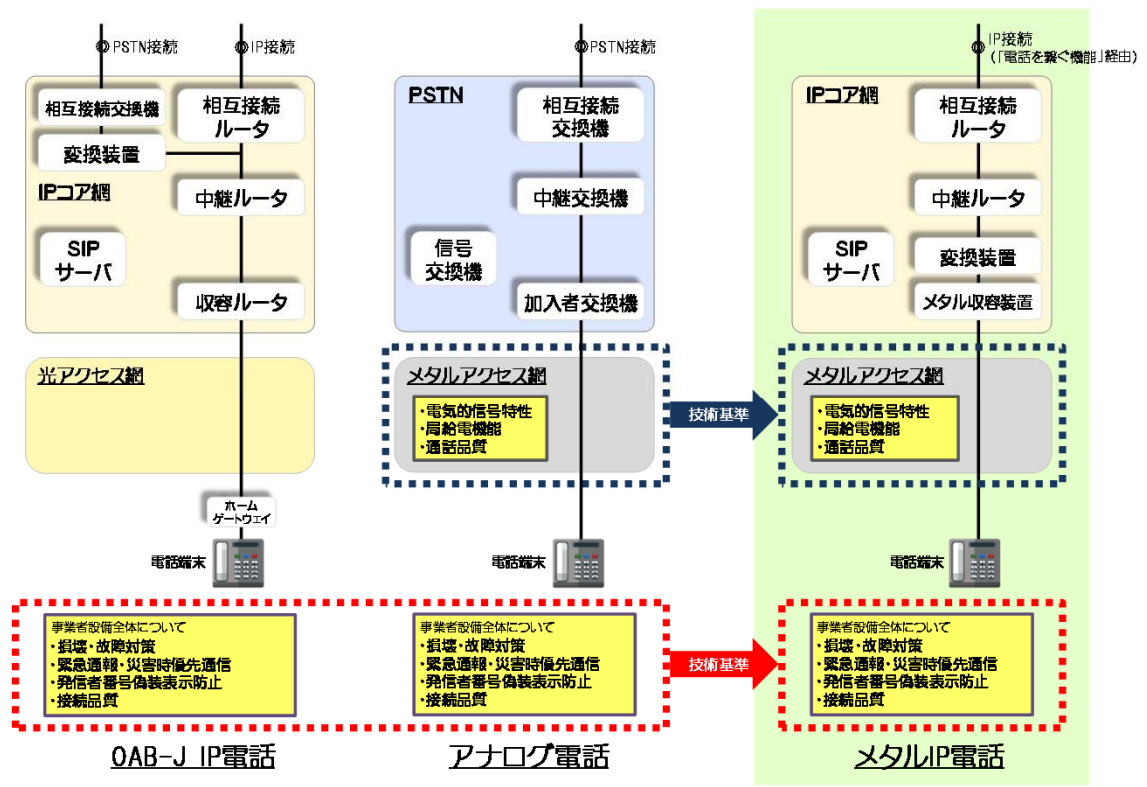 PSTN接続
IP接続
相互接続交換機
相互接続
ルータ
変換装置
IPコア網
中継ルータ
SIP
サーバ
収容ルータ
光アクセス網
ホーム
ゲートウェイ
電話端末
事業者設備全体について
・損壊・故障対策
・緊急通報・災害時優先通信
・発信者番号偽装表示防止
・接続品質
0AB-J IP電話
PSTN接続
PSTN
相互接続
交換機
中継交換機
信号
交換機
加入者交換機
メタルアクセス網
・電気的信号特性
・局給電機能
・通話品質
電話端末
事業者設備全体について
・損壊・故障対策
・緊急通報・災害時優先通信
・発信者番号偽装表示防止
・接続品質
アナログ電話
技術基準
技術基準
IP接続
(「電話を繋ぐ機能」経由)
IPコア網
相互接続
ルータ
中継ルータ
SIP
サーバ
変換装置
メタル収容装置
メタルアクセス網
・電気的信号特性
・局給電機能
・通話品質
電話端末
事業者設備全体について
・損壊・故障対策
・緊急通報・災害時優先通信
・発信者番号偽装表示防止
・接続品質
メタルIP電話